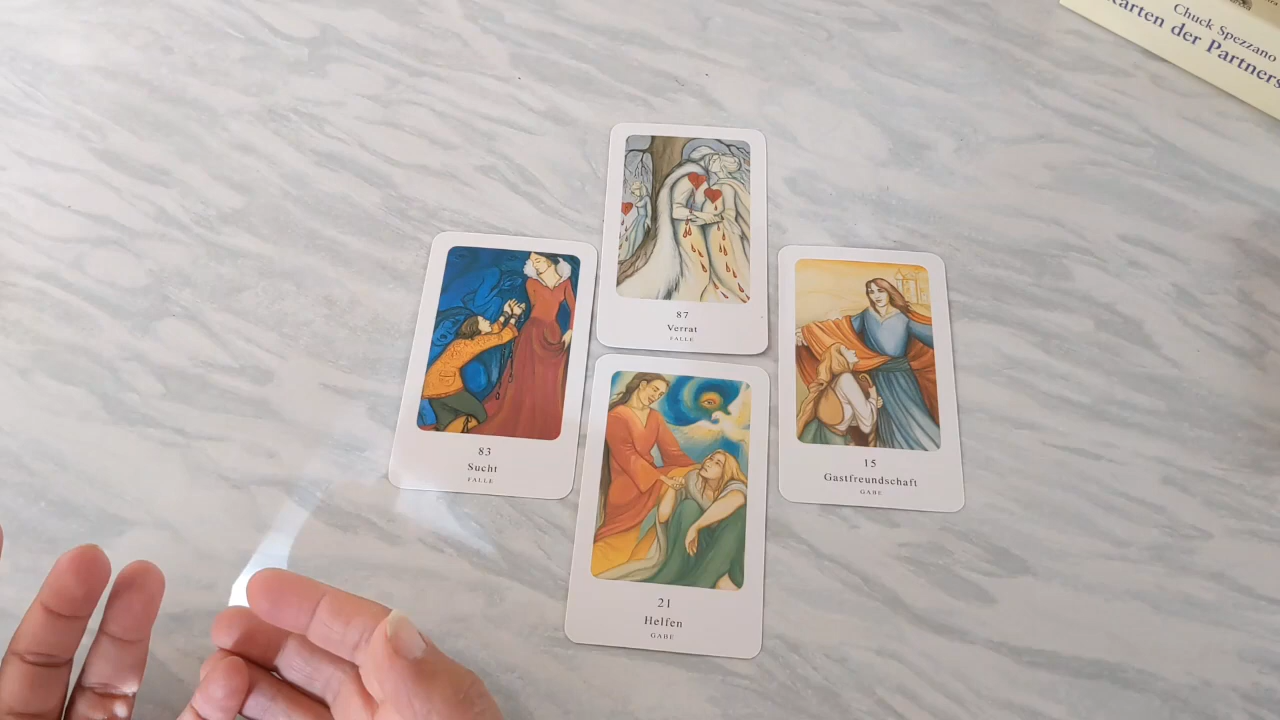 Chuck Spezzano
Karten der Partners
87
Verrat
FALLE
83
Sucht
FALLE
15
Gastfreundschaft
GABE
21
Helfen
GABE